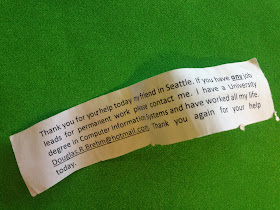 Thank you for your help today my friend in Seattle. If you have any job
leads for permanent work please contact me. I have a University
degree in Computer Information Systems and have worked all my life.
Douglas R Brehm@hotmail.com Thank you again for your help
today.